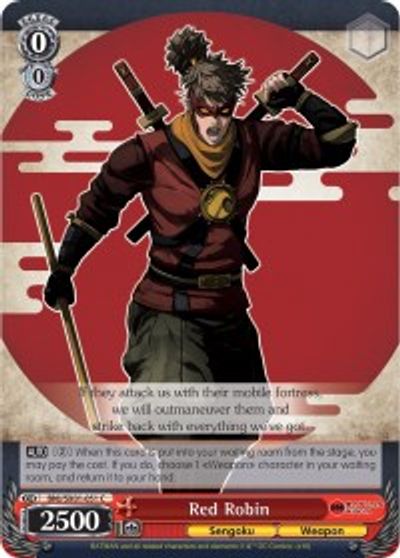 0
0
If they attack us with their mobile fortress,
we will outmaneuver them and
strike back with everything we've got...
AUTO [(1)] When this card is put into your waiting room from the stage, you
may pay the cost. If you do, choose 1 «Weapon» character in your waiting
room, and return it to your hand.
2500
Red Robin
Sengoku
Weapon